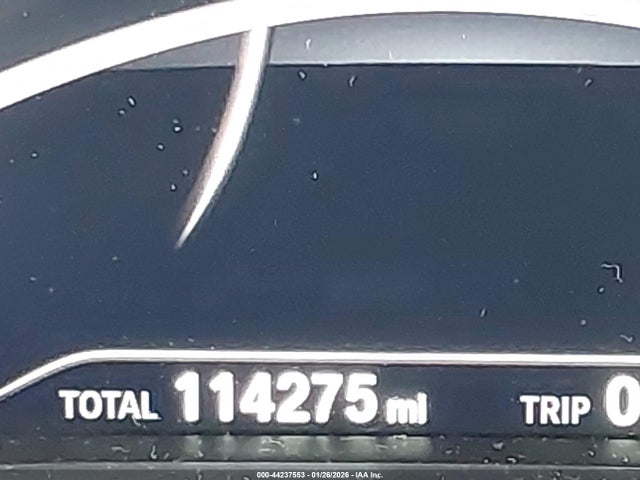 TOTAL 114275 mi TRIP 0
000-44237553 - 01/26/2026 - IAA Inc.